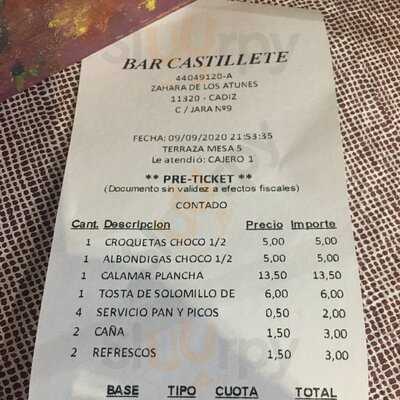 BAR CASTILLETE
44049120-A
ZAHARA DE LOS ATUNES
11320 - CADIZ
C / JARA Nº9
FECHA: 09/09/2020 21:53:35
TERRAZA MESA 5
Le atendió: CAJERO 1
** PRE-TICKET **
(Documento sin validez a efectos fiscales)
CONTADO
Cant. Descripcion Precio Importe
1 CROQUETAS CHOCO 1/2 5,00 5,00
1 ALBONDIGAS CHOCO 1/2 5,00 5,00
1 CALAMAR PLANCHA 13,50 13,50
1 TOSTA DE SOLOMILLO DE 6,00 6,00
4 SERVICIO PAN Y PICOS 0,50 2,00
2 CAÑA 1,50 3,00
2 REFRESCOS 1,50 3,00
BASE TIPO CUOTA TOTAL